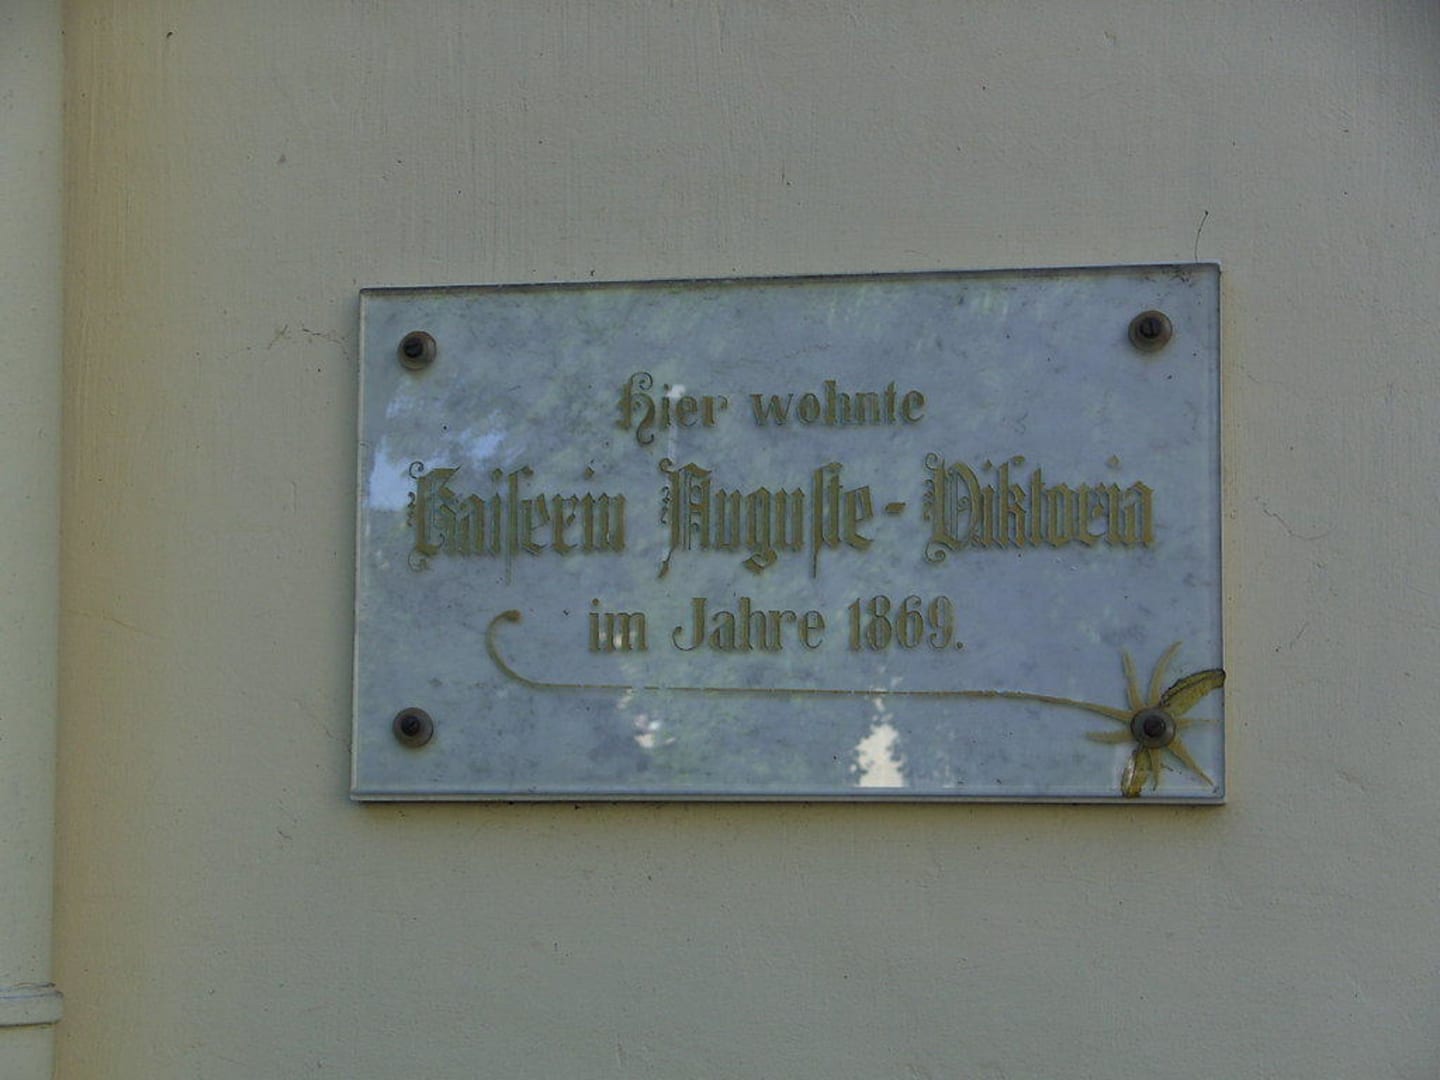 Hier wohnte
Kaiserin Auguste-Viktoria
im Jahre 1869.